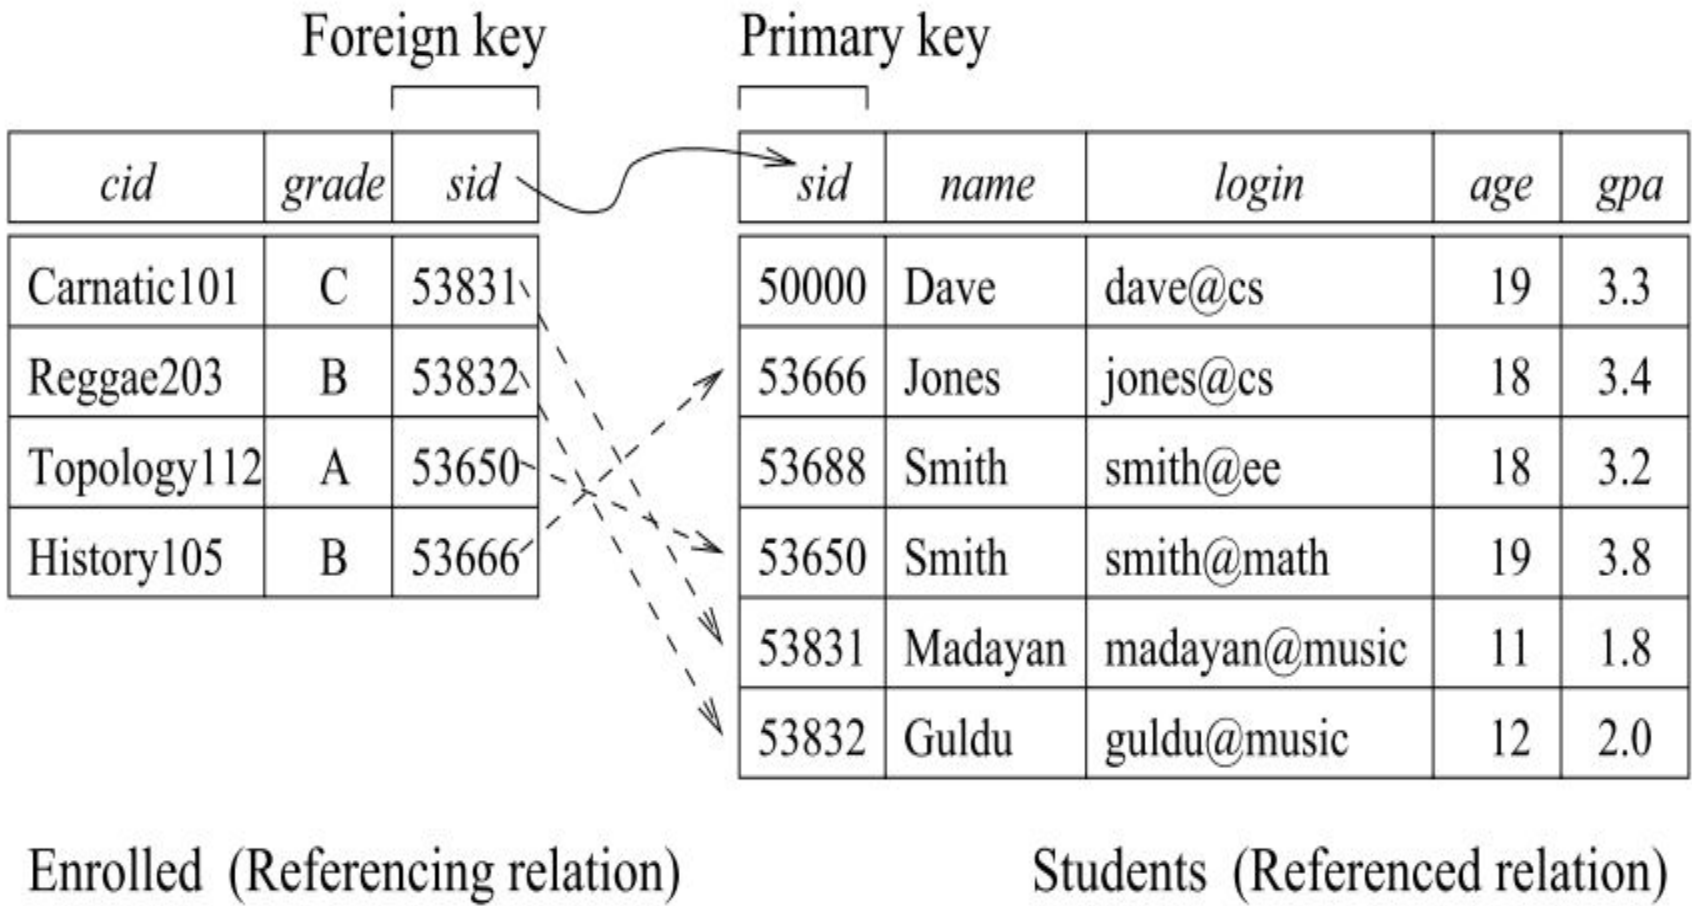 Foreign key Primary key
cid grade sid sid name login age gpa
Carnatic101 C 53831 50000 Dave dave@cs 19 3.3
Reggae203 B 53832 53666 Jones jones@cs 18 3.4
Topology112 A 53650 53688 Smith smith@ee 18 3.2
History105 B 53666 53650 Smith smith@math 19 3.8
53831 Madayan madayan@music 11 1.8
53832 Guldu guldu@music 12 2.0
Enrolled (Referencing relation) Students (Referenced relation)